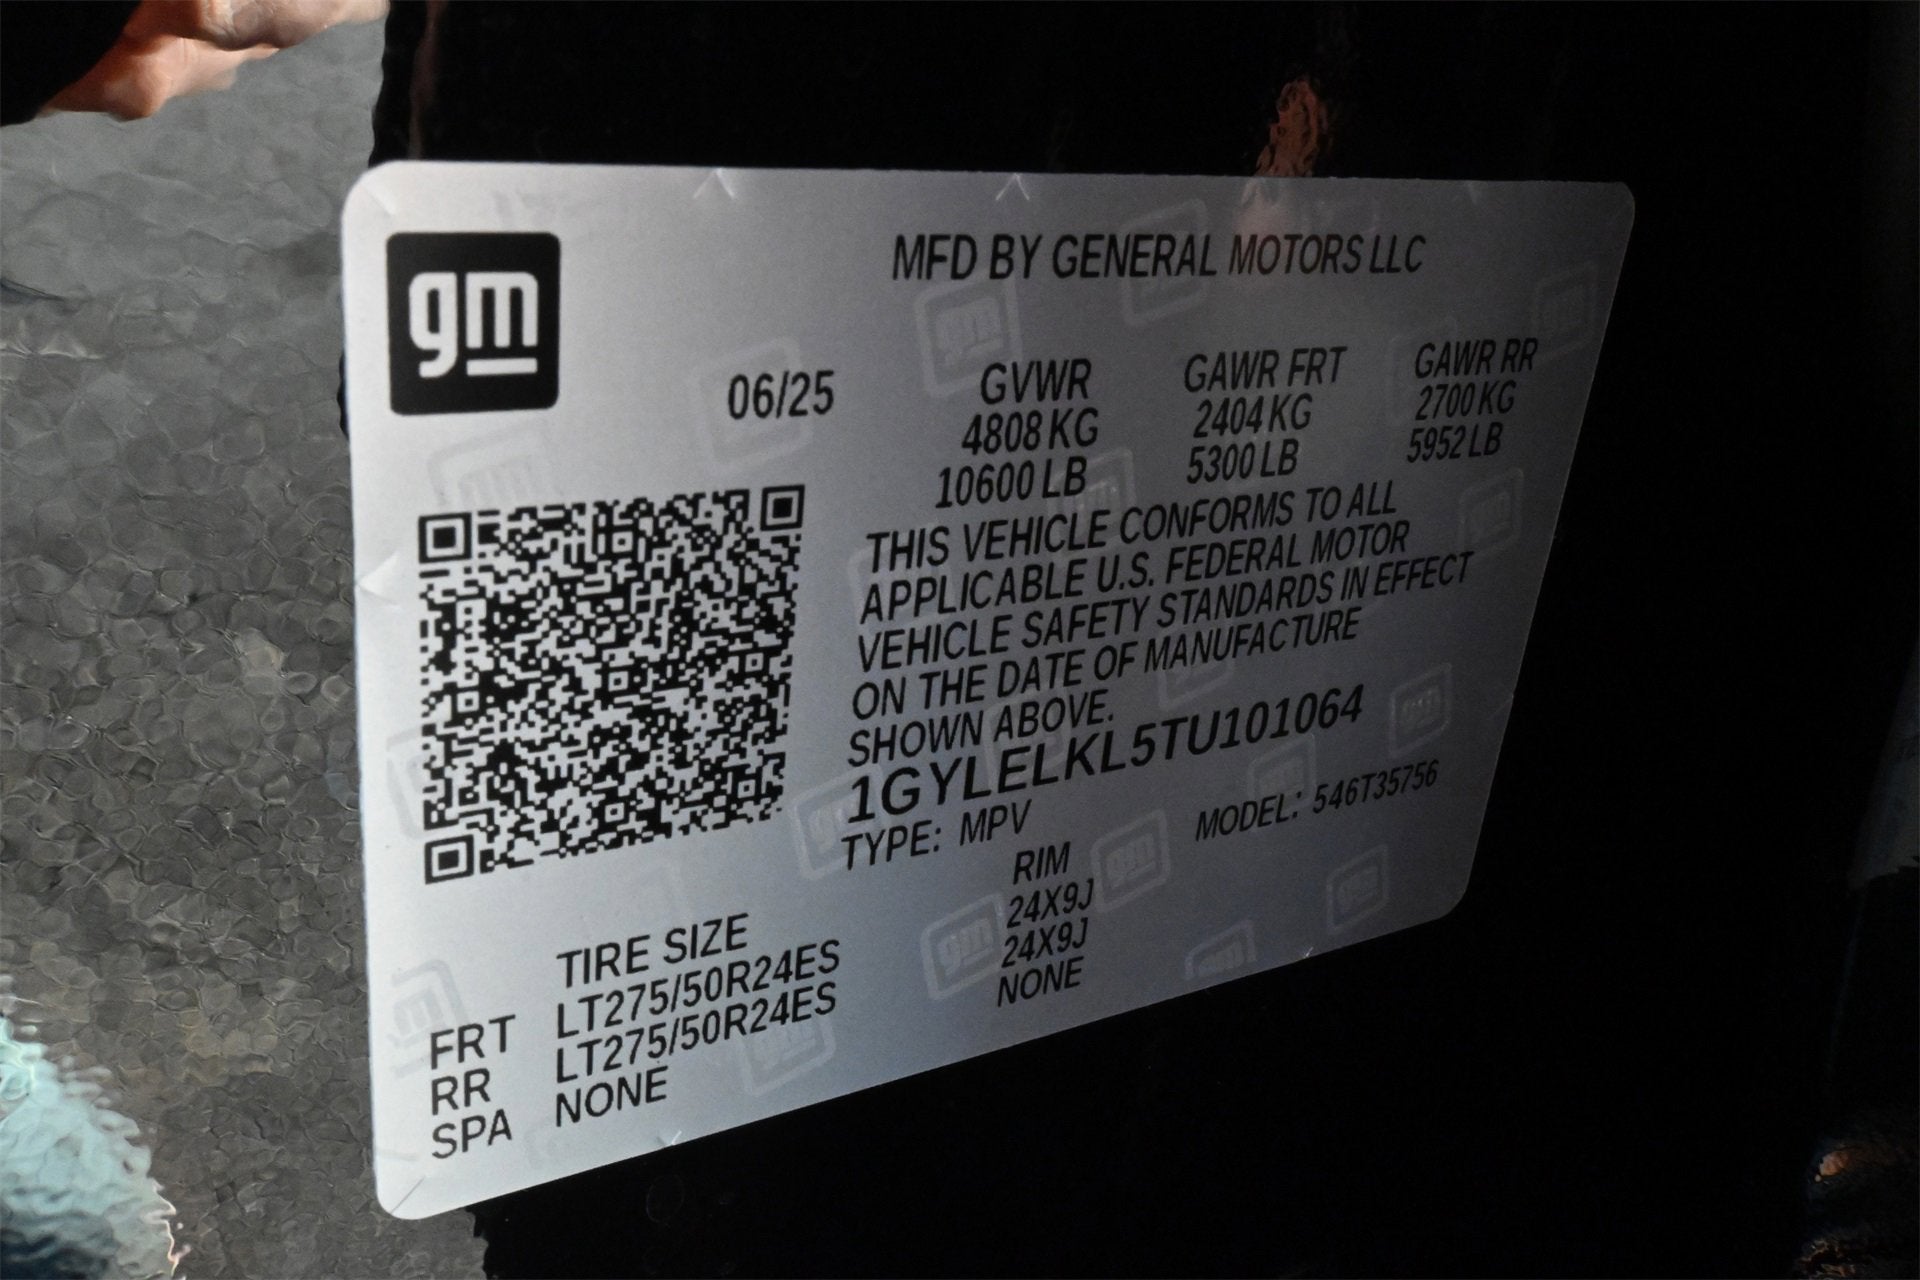 gm
MFD BY GENERAL MOTORS LLC
06/25
GVWR GAWR FRT GAWR RR
4808 KG 2404 KG 2700 KG
10600 LB 5300 LB 5952 LB
THIS VEHICLE CONFORMS TO ALL
APPLICABLE U.S. FEDERAL MOTOR
VEHICLE SAFETY STANDARDS IN EFFECT
ON THE DATE OF MANUFACTURE
SHOWN ABOVE.
1GYLELKL5TU101064
TYPE: MPV MODEL: 546T35756
TIRE SIZE RIM
FRT LT275/50R24ES 24X9J
RR LT275/50R24ES 24X9J
SPA NONE NONE